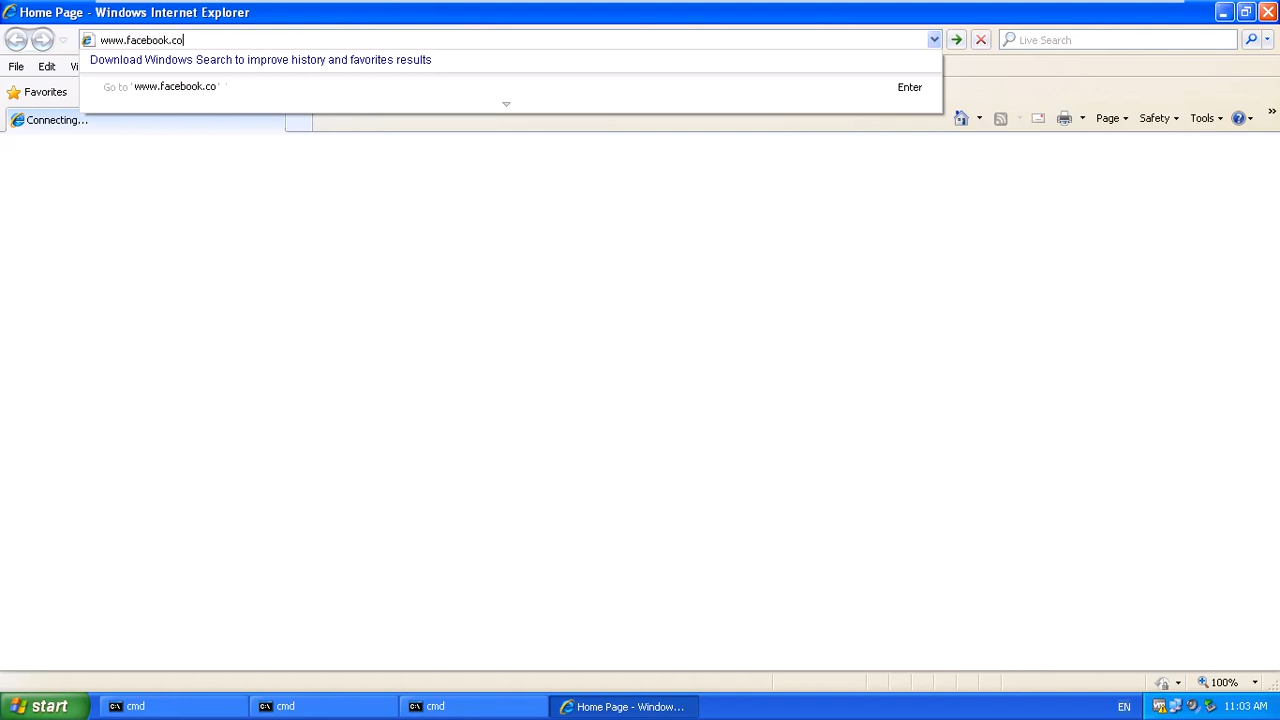 Home Page - Windows Internet Explorer
www.facebook.co
Live Search
Download Windows Search to improve history and favorites results
File Edit Vi
Go to 'www.facebook.co' ' Enter
Favorites
Connecting...
Page Safety Tools
100%
start cmd cmd cmd Home Page - Window... EN 11:03 AM